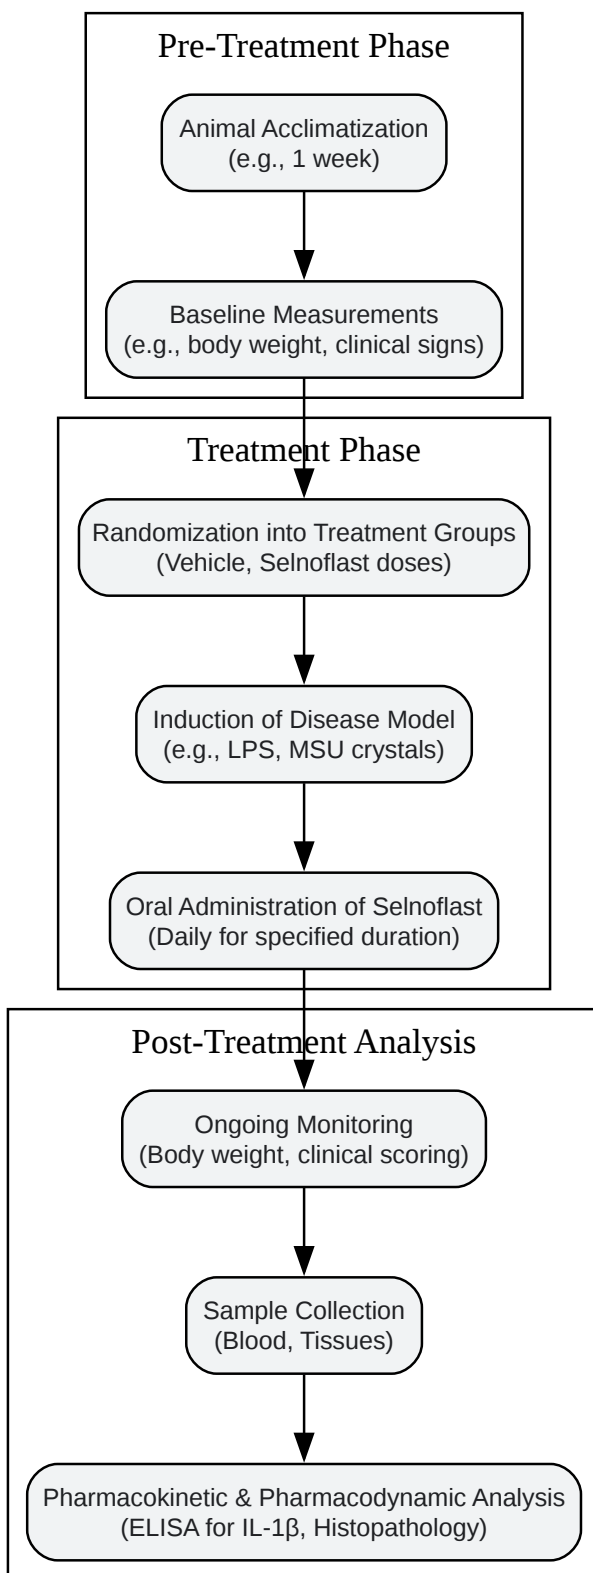 Pre-Treatment Phase
Animal Acclimatization
(e.g., 1 week)
Baseline Measurements
(e.g., body weight, clinical signs)
Treatment Phase
Randomization into Treatment Groups
(Vehicle, Selnoflast doses)
Induction of Disease Model
(e.g., LPS, MSU crystals)
Oral Administration of Selnoflast
(Daily for specified duration)
Post-Treatment Analysis
Ongoing Monitoring
(Body weight, clinical scoring)
Sample Collection
(Blood, Tissues)
Pharmacokinetic & Pharmacodynamic Analysis
(ELISA for IL-1β, Histopathology)